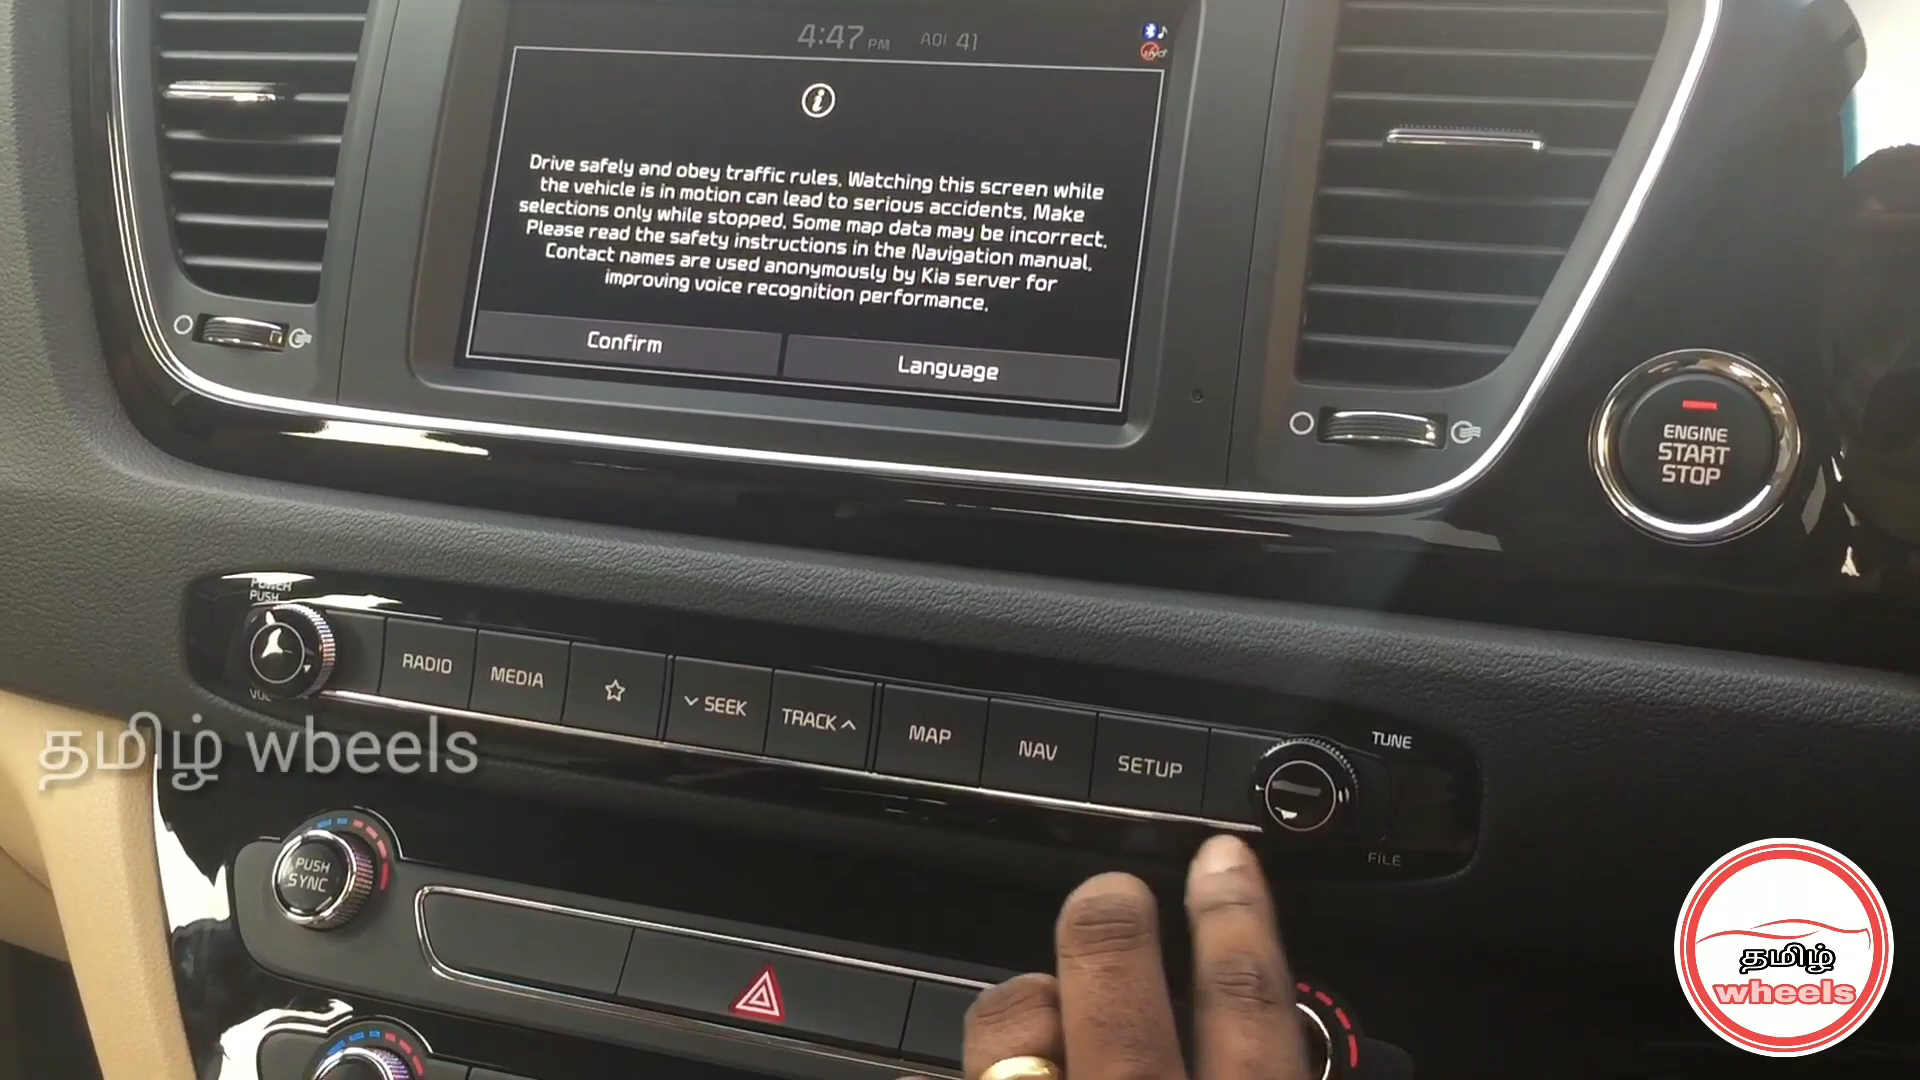 4:47 PM AQI 41
Drive safely and obey traffic rules. Watching this screen while
the vehicle is in motion can lead to serious accidents. Make
selections only while stopped. Some map data may be incorrect.
Please read the safety instructions in the Navigation manual.
Contact names are used anonymously by Kia server for
improving voice recognition performance.
Confirm
Language
ENGINE
START
STOP
POWER
PUSH
VOL
RADIO
MEDIA
SEEK
TRACK
MAP
NAV
SETUP
TUNE
FILE
PUSH
SYNC
தமிழ் wbeels
தமிழ்
wheels